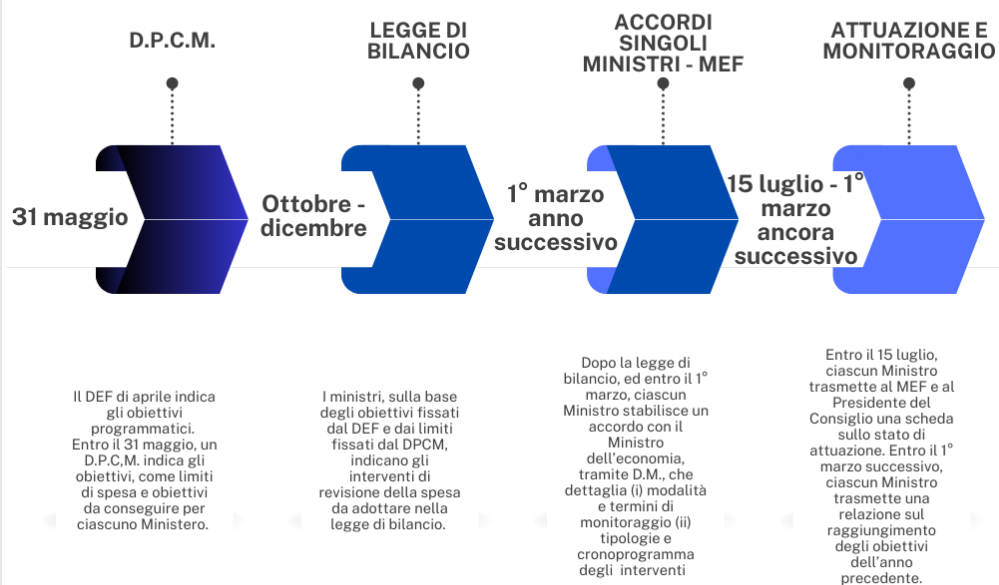 D.P.C.M.
LEGGE DI
BILANCIO
ACCORDI
SINGOLI
MINISTRI - MEF
ATTUAZIONE E
MONITORAGGIO
31 maggio
Ottobre -
dicembre
1° marzo
anno
successivo
15 luglio - 1°
marzo
ancora
successivo
Il DEF di aprile indica
gli obiettivi
programmatici.
Entro il 31 maggio, un
D.P.C,M. indica gli
obiettivi, come limiti
di spesa e obiettivi
da conseguire per
ciascuno Ministero.
I ministri, sulla base
degli obiettivi fissati
dal DEF e dai limiti
fissati dal DPCM,
indicano gli
interventi di
revisione della spesa
da adottare nella
legge di bilancio.
Dopo la legge di
bilancio, ed entro il 1°
marzo, ciascun
Ministro stabilisce un
accordo con il
Ministro
dell'economia,
tramite D.M., che
dettaglia (i) modalità
e termini di
monitoraggio (ii)
tipologie e
cronoprogramma
degli interventi
Entro il 15 luglio,
ciascun Ministro
trasmette al MEF e al
Presidente del
Consiglio una scheda
sullo stato di
attuazione. Entro il 1°
marzo successivo,
ciascun Ministro
trasmette una
relazione sul
raggiungimento
degli obiettivi
dell'anno
precedente.